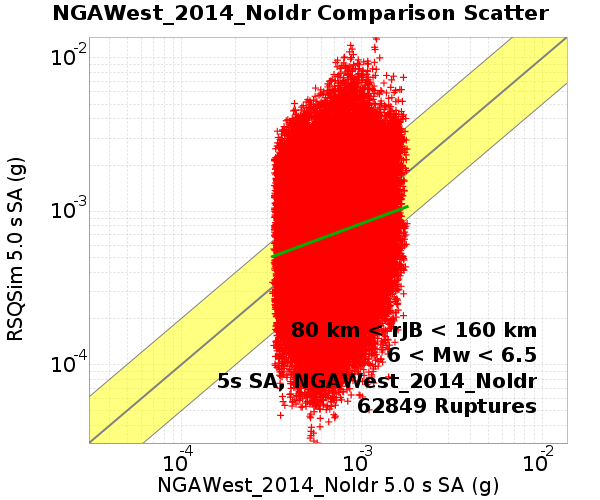 NGAWest_2014_NoIdr Comparison Scatter
10-2
10-3
10-4
RSQSim 5.0 s SA (g)
80 km < rJB < 160 km
6 < Mw < 6.5
5s SA, NGAWest_2014_NoIdr
62849 Ruptures
10-4 10-3 10-2
NGAWest_2014_NoIdr 5.0 s SA (g)